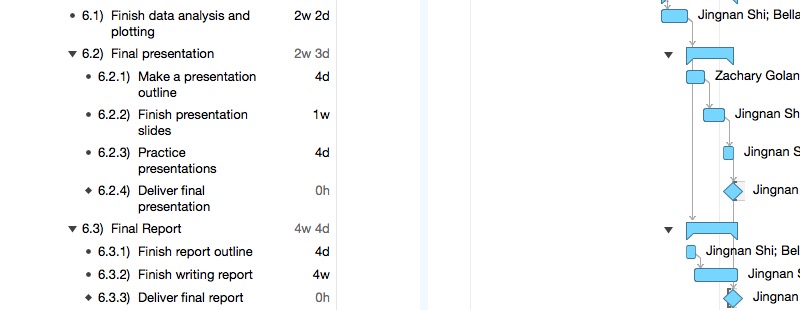 6.1) Finish data analysis and 2w 2d Jingnan Shi; Bella
plotting
6.2) Final presentation 2w 3d
6.2.1) Make a presentation 4d Zachary Golan
outline
6.2.2) Finish presentation 1w Jingnan Sh
slides
6.2.3) Practice 4d Jingnan S
presentations
6.2.4) Deliver final 0h Jingnan
presentation
6.3) Final Report 4w 4d
6.3.1) Finish report outline 4d Jingnan Shi; Bel
6.3.2) Finish writing report 4w Jingnan S
6.3.3) Deliver final report 0h Jingnan